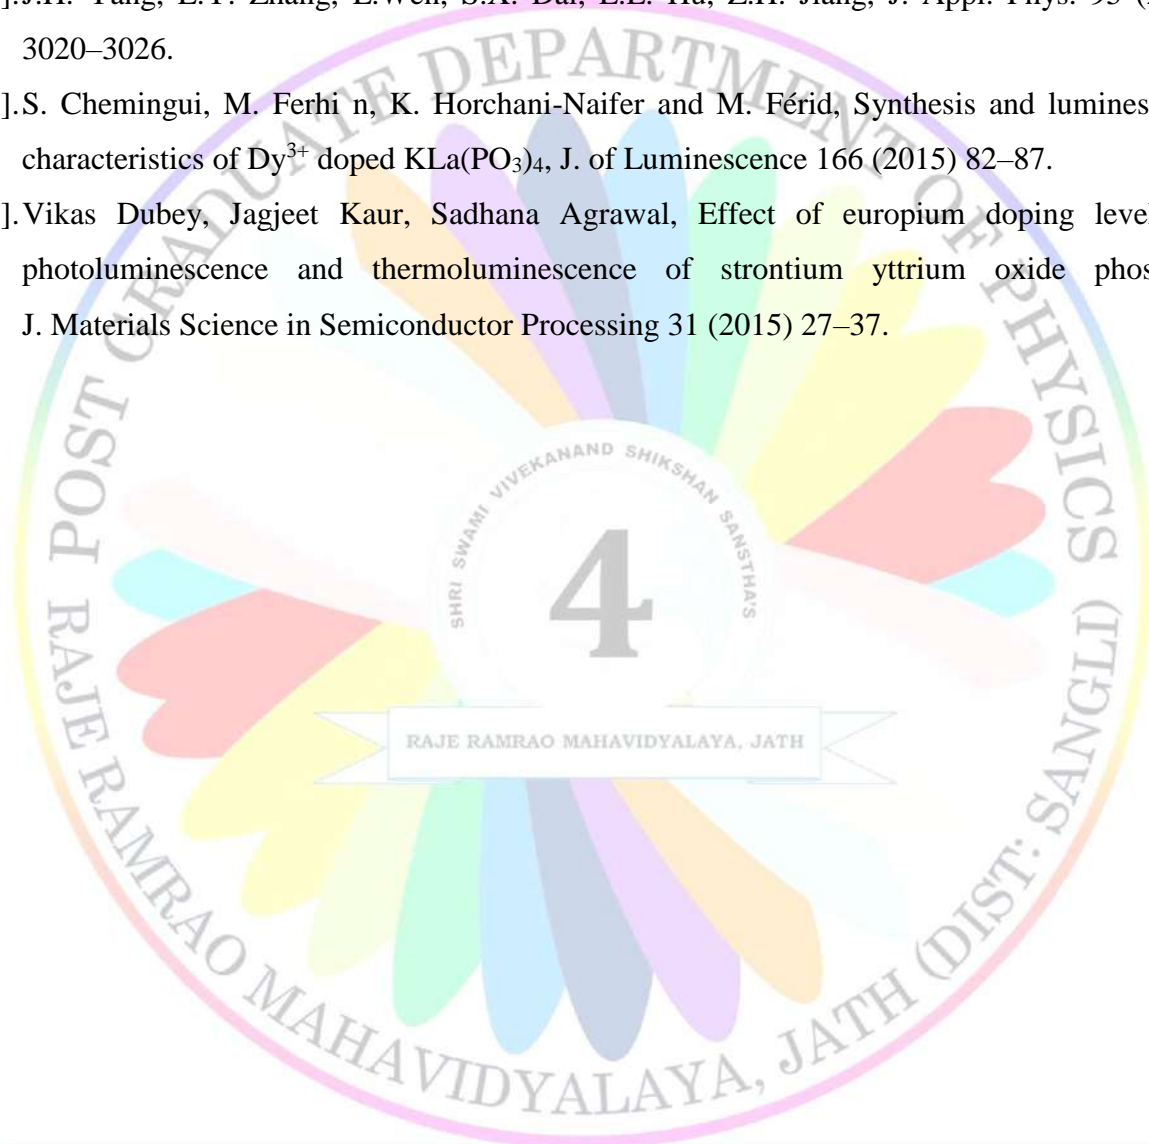 3020–3026.
].S. Chemingui, M. Ferhi n, K. Horchani-Naifer and M. Férid, Synthesis and lumines
characteristics of Dy³⁺ doped KLa(PO₃)₄, J. of Luminescence 166 (2015) 82–87.
].Vikas Dubey, Jagjeet Kaur, Sadhana Agrawal, Effect of europium doping level
photoluminescence and thermoluminescence of strontium yttrium oxide phos
J. Materials Science in Semiconductor Processing 31 (2015) 27–37.
POST GRADUATE DEPARTMENT OF PHYSICS
SHRI SWAMI VIVEKANAND SHIKSHAN SANSTHA'S
4
RAJE RAMRAO MAHAVIDYALAYA, JATH
RAJE RAMRAO MAHAVIDYALAYA, JATH (DIST: SANGLI)